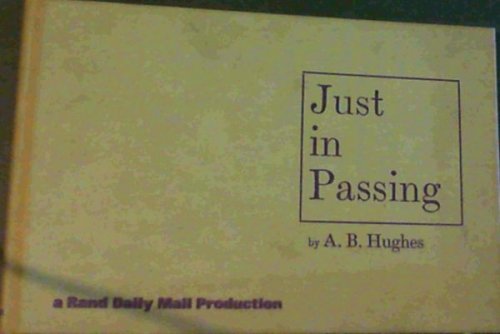 Just
in
Passing
by A. B. Hughes
a Rand Daily Mail Production